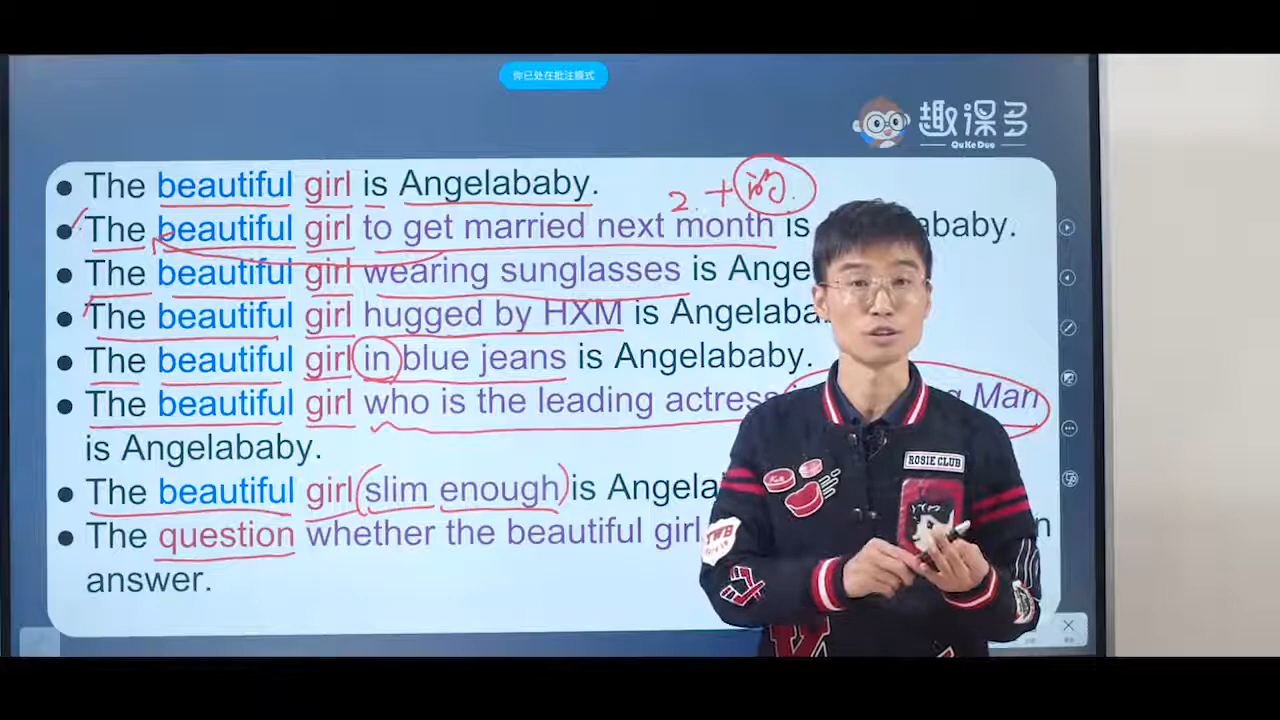 你已处在批注模式
趣课多
QuKeDuo
The beautiful girl is Angelababy.
2. + 的
The beautiful girl to get married next month is ababy.
The beautiful girl wearing sunglasses is Ange
The beautiful girl hugged by HXM is Angelaba
The beautiful girl in blue jeans is Angelababy.
The beautiful girl who is the leading actress Man
is Angelababy.
The beautiful girl slim enough is Angela
The question whether the beautiful girl n
answer.
ROSIE CLUB